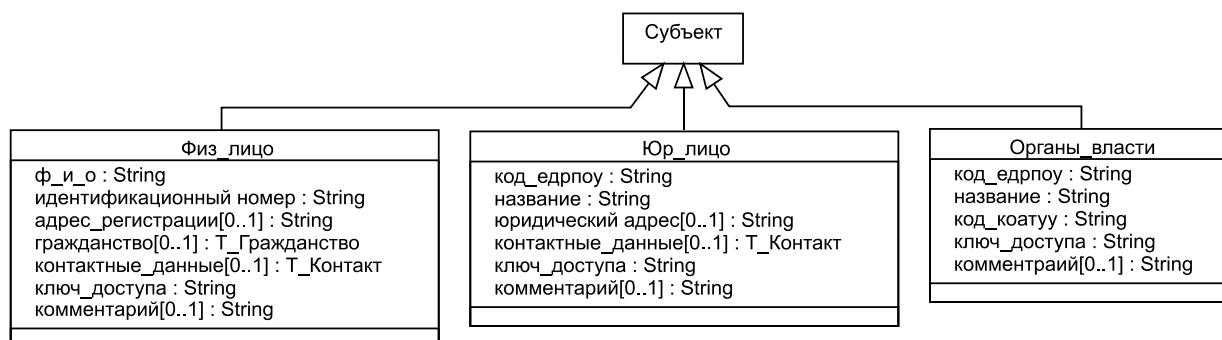 Субъект
Физ_лицо
ф_и_о : String
идентификационный номер : String
адрес_регистрации[0..1] : String
гражданство[0..1] : Т_Гражданство
контактные_данные[0..1] : Т_Контакт
ключ_доступа : String
комментарий[0..1] : String
Юр_лицо
код_едрпоу : String
название : String
юридический адрес[0..1] : String
контактные_данные[0..1] : Т_Контакт
ключ_доступа : String
комментарий[0..1] : String
Органы_власти
код_едрпоу : String
название : String
код_коатуу : String
ключ_доступа : String
комментраий[0..1] : String